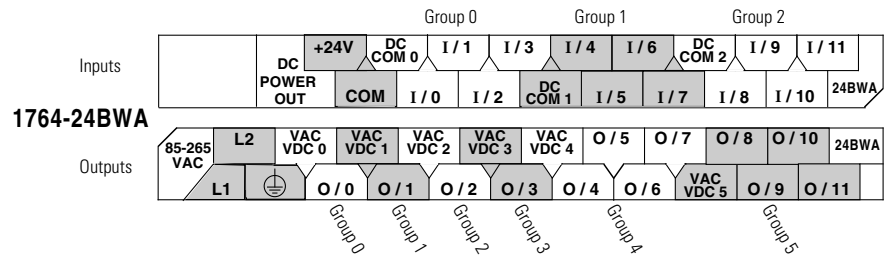 Group 0 Group 1 Group 2
Inputs
+24V DC COM 0 I / 1 I / 3 I / 4 I / 6 DC COM 2 I / 9 I / 11
DC POWER OUT COM I / 0 I / 2 DC COM 1 I / 5 I / 7 I / 8 I / 10 24BWA
1764-24BWA
Outputs
85-265 VAC L2 VAC VDC 0 VAC VDC 1 VAC VDC 2 VAC VDC 3 VAC VDC 4 O / 5 O / 7 O / 8 O / 10 24BWA
L1 O / 0 O / 1 O / 2 O / 3 O / 4 O / 6 VAC VDC 5 O / 9 O / 11
Group 0 Group 1 Group 2 Group 3 Group 4 Group 5